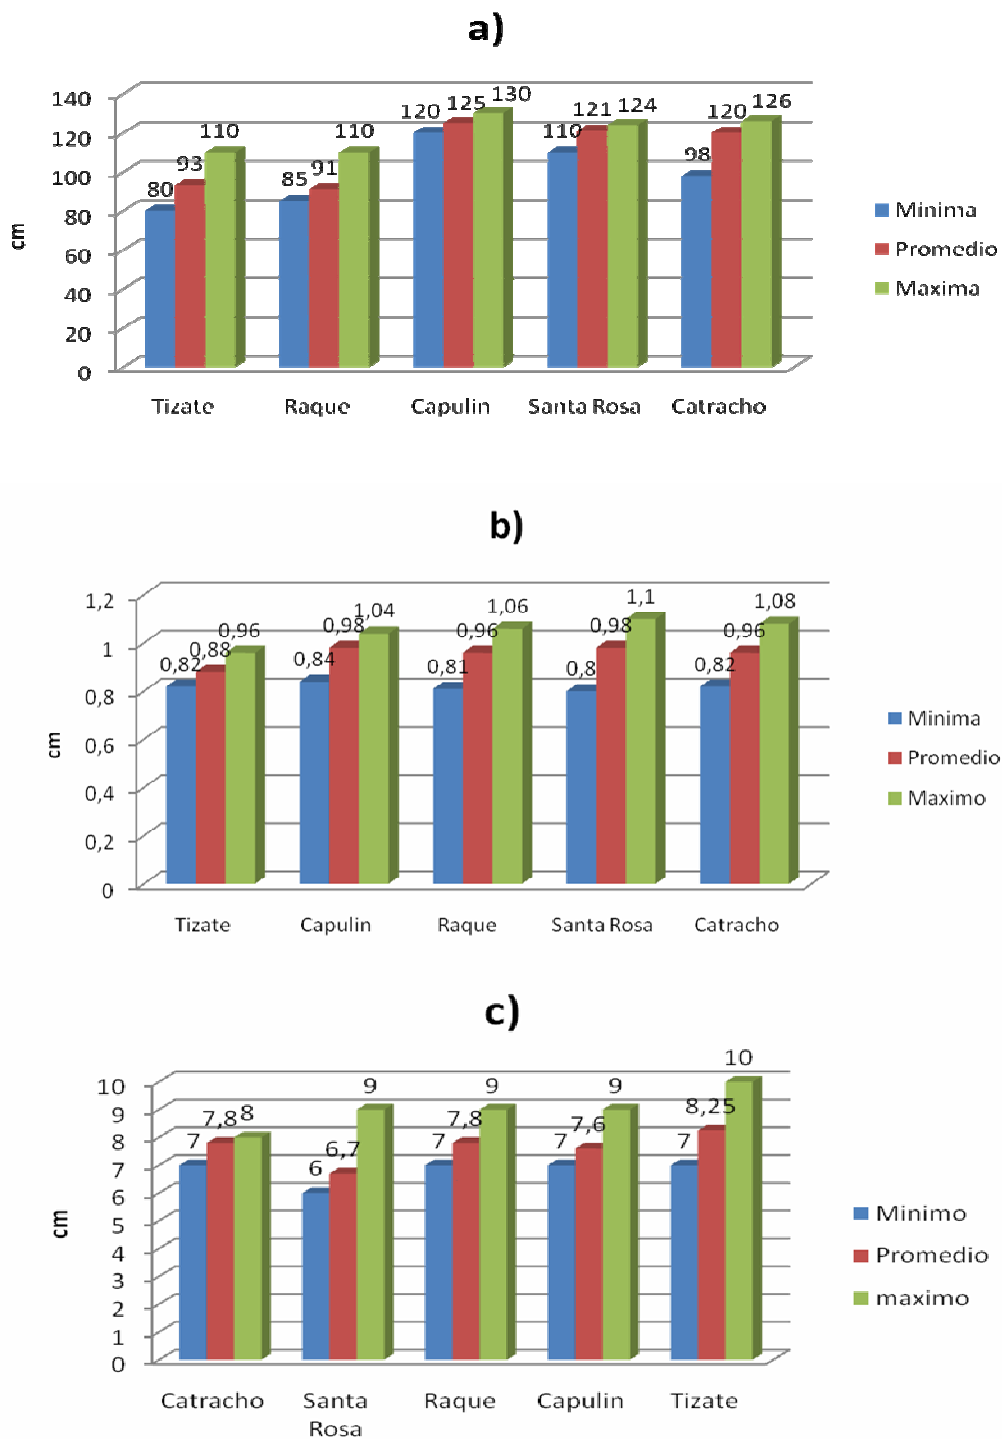 a)
140
120
100
80
60
40
20
0
cm
80 93 110
85 91 110
120 125 130
110 121 124
98 120 126
Tizate Raque Capulin Santa Rosa Catracho
Minima
Promedio
Maxima
b)
1,2
1
0,8
0,6
0,4
0,2
0
cm
0,82 0,88 0,96
0,84 0,98 1,04
0,81 0,96 1,06
0,8 0,98 1,1
0,82 0,96 1,08
Tizate Capulin Raque Santa Rosa Catracho
Minima
Promedio
Maximo
c)
10
9
8
7
6
5
4
3
2
1
0
cm
7 7,8 8
6 6,7 9
7 7,8 9
7 7,6 9
7 8,25 10
Catracho Santa Raque Capulin Tizate
Rosa
Minimo
Promedio
maximo